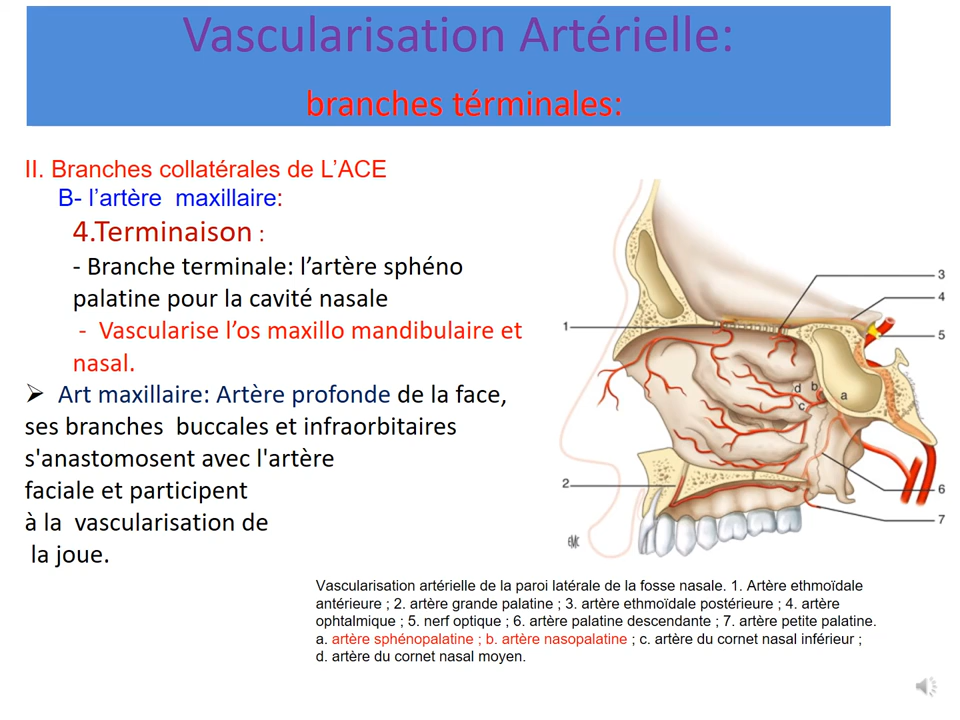 Vascularisation Artérielle:
branches términales:
II. Branches collatérales de L’ACE
B- l’artère maxillaire:
4.Terminaison :
- Branche terminale: l’artère sphéno
palatine pour la cavité nasale
- Vascularise l’os maxillo mandibulaire et
nasal.
➢ Art maxillaire: Artère profonde de la face,
ses branches buccales et infraorbitaires
s'anastomosent avec l'artère
faciale et participent
à la vascularisation de
la joue.
3
4
1
5
d b
a
c
2
6
7
EMC
Vascularisation artérielle de la paroi latérale de la fosse nasale. 1. Artère ethmoïdale
antérieure ; 2. artère grande palatine ; 3. artère ethmoïdale postérieure ; 4. artère
ophtalmique ; 5. nerf optique ; 6. artère palatine descendante ; 7. artère petite palatine.
a. artère sphénopalatine ; b. artère nasopalatine ; c. artère du cornet nasal inférieur ;
d. artère du cornet nasal moyen.